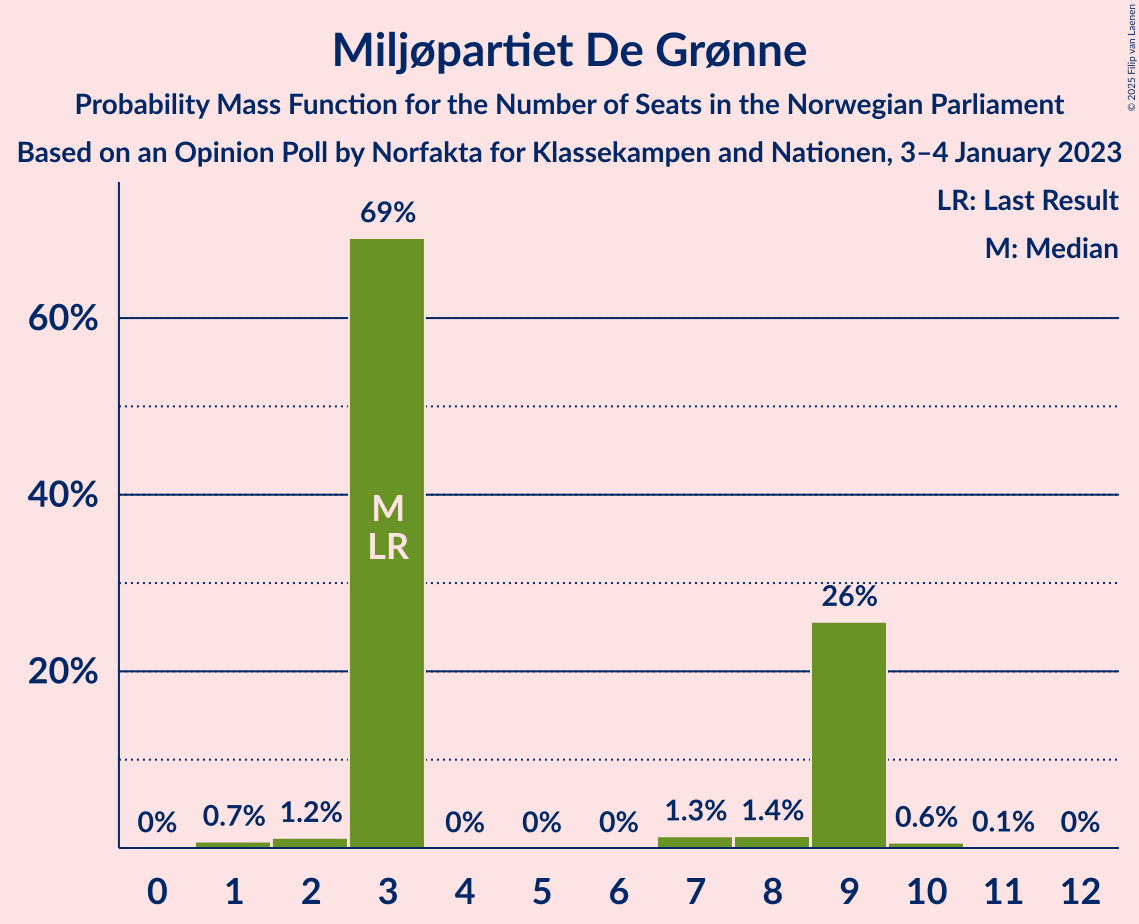 Miljøpartiet De Grønne
Probability Mass Function for the Number of Seats in the Norwegian Parliament
Based on an Opinion Poll by Norfakta for Klassekampen and Nationen, 3–4 January 2023
© 2025 Filip van Laenen
LR: Last Result
M: Median
60%
40%
20%
0%
0.7%
1.2%
69%
M
LR
0%
0%
0%
1.3%
1.4%
26%
0.6%
0.1%
0%
0 1 2 3 4 5 6 7 8 9 10 11 12